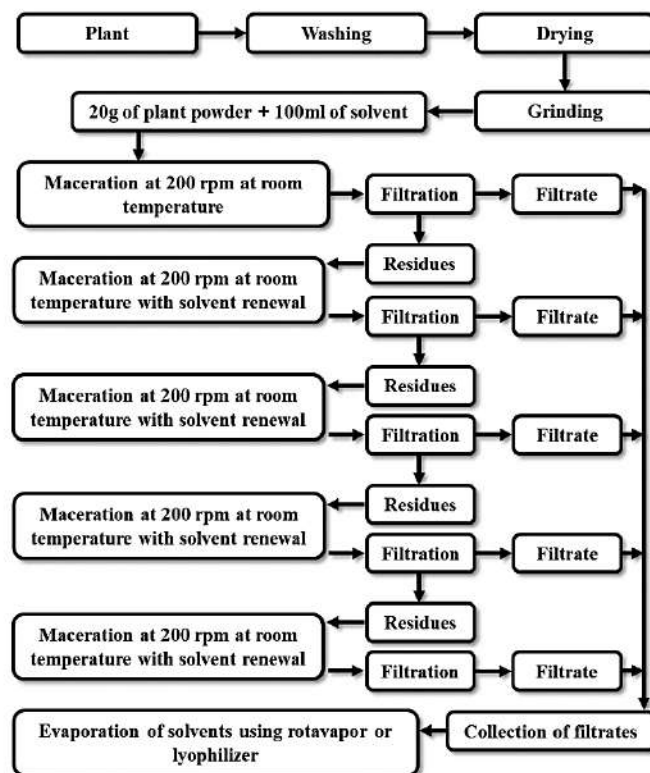 Plant
Washing
Drying
20g of plant powder + 100ml of solvent
Grinding
Maceration at 200 rpm at room
temperature
Filtration
Filtrate
Residues
Maceration at 200 rpm at room
temperature with solvent renewal
Filtration
Filtrate
Residues
Maceration at 200 rpm at room
temperature with solvent renewal
Filtration
Filtrate
Residues
Maceration at 200 rpm at room
temperature with solvent renewal
Filtration
Filtrate
Residues
Maceration at 200 rpm at room
temperature with solvent renewal
Filtration
Filtrate
Evaporation of solvents using rotavapor or
lyophilizer
Collection of filtrates